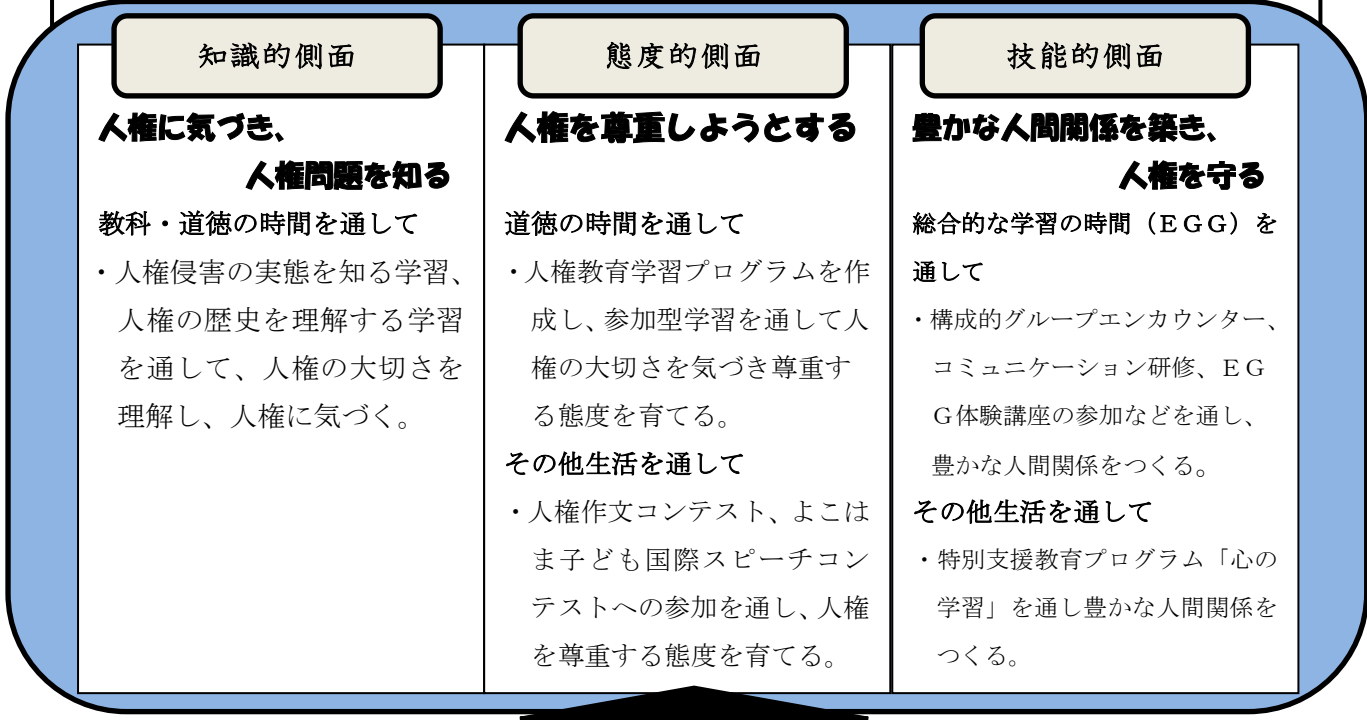 知識的側面
人権に気づき、
人権問題を知る
教科・道徳の時間を通して
・人権侵害の実態を知る学習、
人権の歴史を理解する学習
を通して、人権の大切さを
理解し、人権に気づく。
態度的側面
人権を尊重しようとする
道徳の時間を通して
・人権教育学習プログラムを作
成し、参加型学習を通して人
権の大切さを気づき尊重す
る態度を育てる。
その他生活を通して
・人権作文コンテスト、よこは
ま子ども国際スピーチコン
テストへの参加を通し、人権
を尊重する態度を育てる。
技能的側面
豊かな人間関係を築き、
人権を守る
総合的な学習の時間（ＥＧＧ）を
通して
・構成的グループエンカウンター、
コミュニケーション研修、ＥＧ
Ｇ体験講座の参加などを通し、
豊かな人間関係をつくる。
その他生活を通して
・特別支援教育プログラム「心の
学習」を通し豊かな人間関係を
つくる。